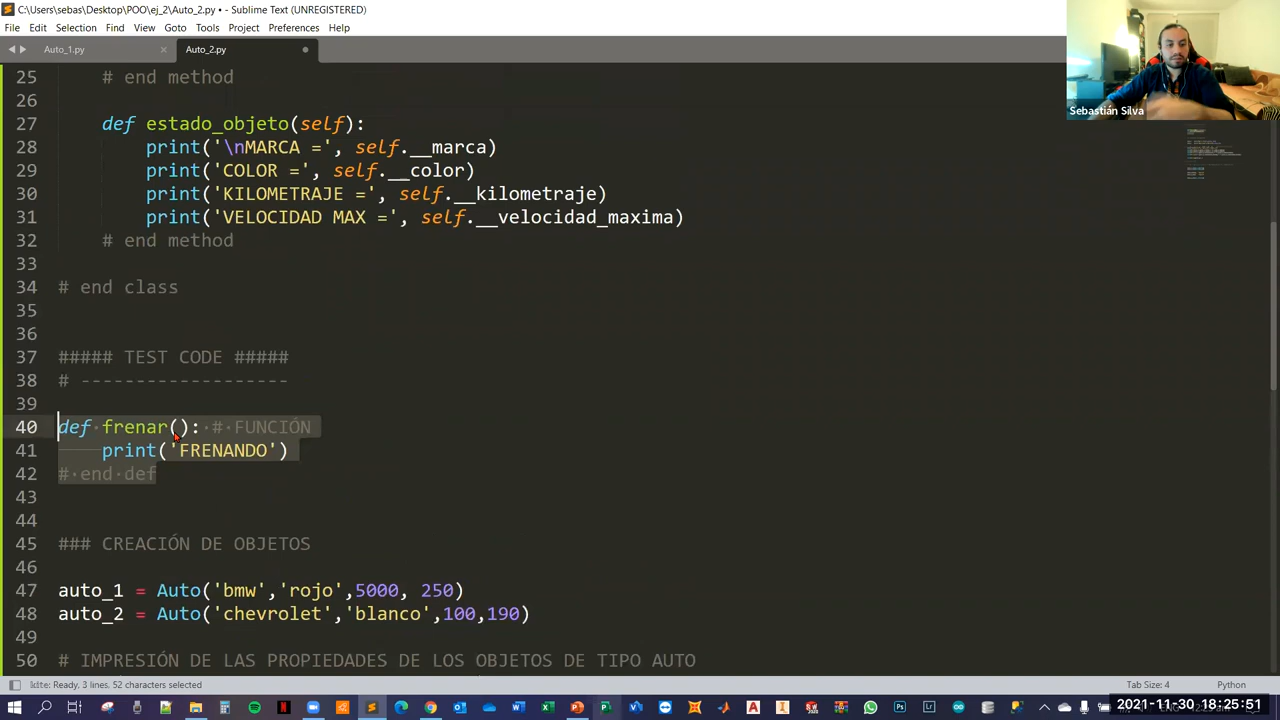 C:\Users\sebas\Desktop\POO\ej_2\Auto_2.py • - Sublime Text (UNREGISTERED)
File Edit Selection Find View Goto Tools Project Preferences Help
Auto_1.py × Auto_2.py
Sebastián Silva
25 # end method
26
27 def estado_objeto(self):
28 print('\nMARCA =', self.__marca)
29 print('COLOR =', self.__color)
30 print('KILOMETRAJE =', self.__kilometraje)
31 print('VELOCIDAD MAX =', self.__velocidad_maxima)
32 # end method
33
34 # end class
35
36
37 ##### TEST CODE #####
38 # -------------------
39
40 def frenar(): # FUNCIÓN
41 print('FRENANDO')
42 # end def
43
44
45 ### CREACIÓN DE OBJETOS
46
47 auto_1 = Auto('bmw','rojo',5000, 250)
48 auto_2 = Auto('chevrolet','blanco',100,190)
49
50 # IMPRESIÓN DE LAS PROPIEDADES DE LOS OBJETOS DE TIPO AUTO
Ready, 3 lines, 52 characters selected Tab Size: 4 Python
2021-11-30 18:25:51